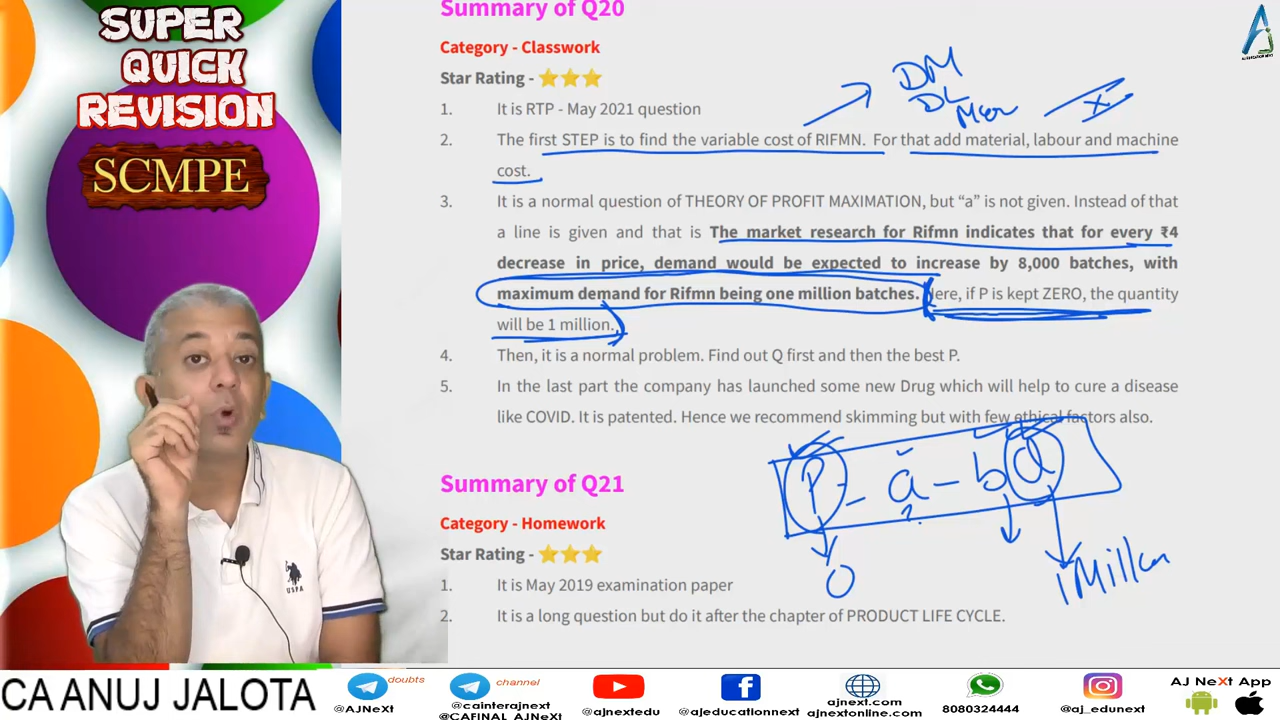 SUPER
QUICK
REVISION
SCMPE
Summary of Q20
Category - Classwork
Star Rating -
1. It is RTP - May 2021 question
2. The first STEP is to find the variable cost of RIFMN. For that add material, labour and machine
cost.
3. It is a normal question of THEORY OF PROFIT MAXIMATION, but “a” is not given. Instead of that
a line is given and that is The market research for Rifmn indicates that for every ₹4
decrease in price, demand would be expected to increase by 8,000 batches, with
maximum demand for Rifmn being one million batches. Here, if P is kept ZERO, the quantity
will be 1 million.
4. Then, it is a normal problem. Find out Q first and then the best P.
5. In the last part the company has launched some new Drug which will help to cure a disease
like COVID. It is patented. Hence we recommend skimming but with few ethical factors also.
DM
DL
X
P - a - b Q
?
0
1 Million
Summary of Q21
Category - Homework
Star Rating -
1. It is May 2019 examination paper
2. It is a long question but do it after the chapter of PRODUCT LIFE CYCLE.
USPA
CA ANUJ JALOTA
doubts
@AJNeXt
channel
@cainterajnext
@CAFINAL_AJNeXt
@ajnextedu
@ajeducationnext
ajnext.com
ajnextonline.com
8080324444
@aj_edunext
AJ NeXt App